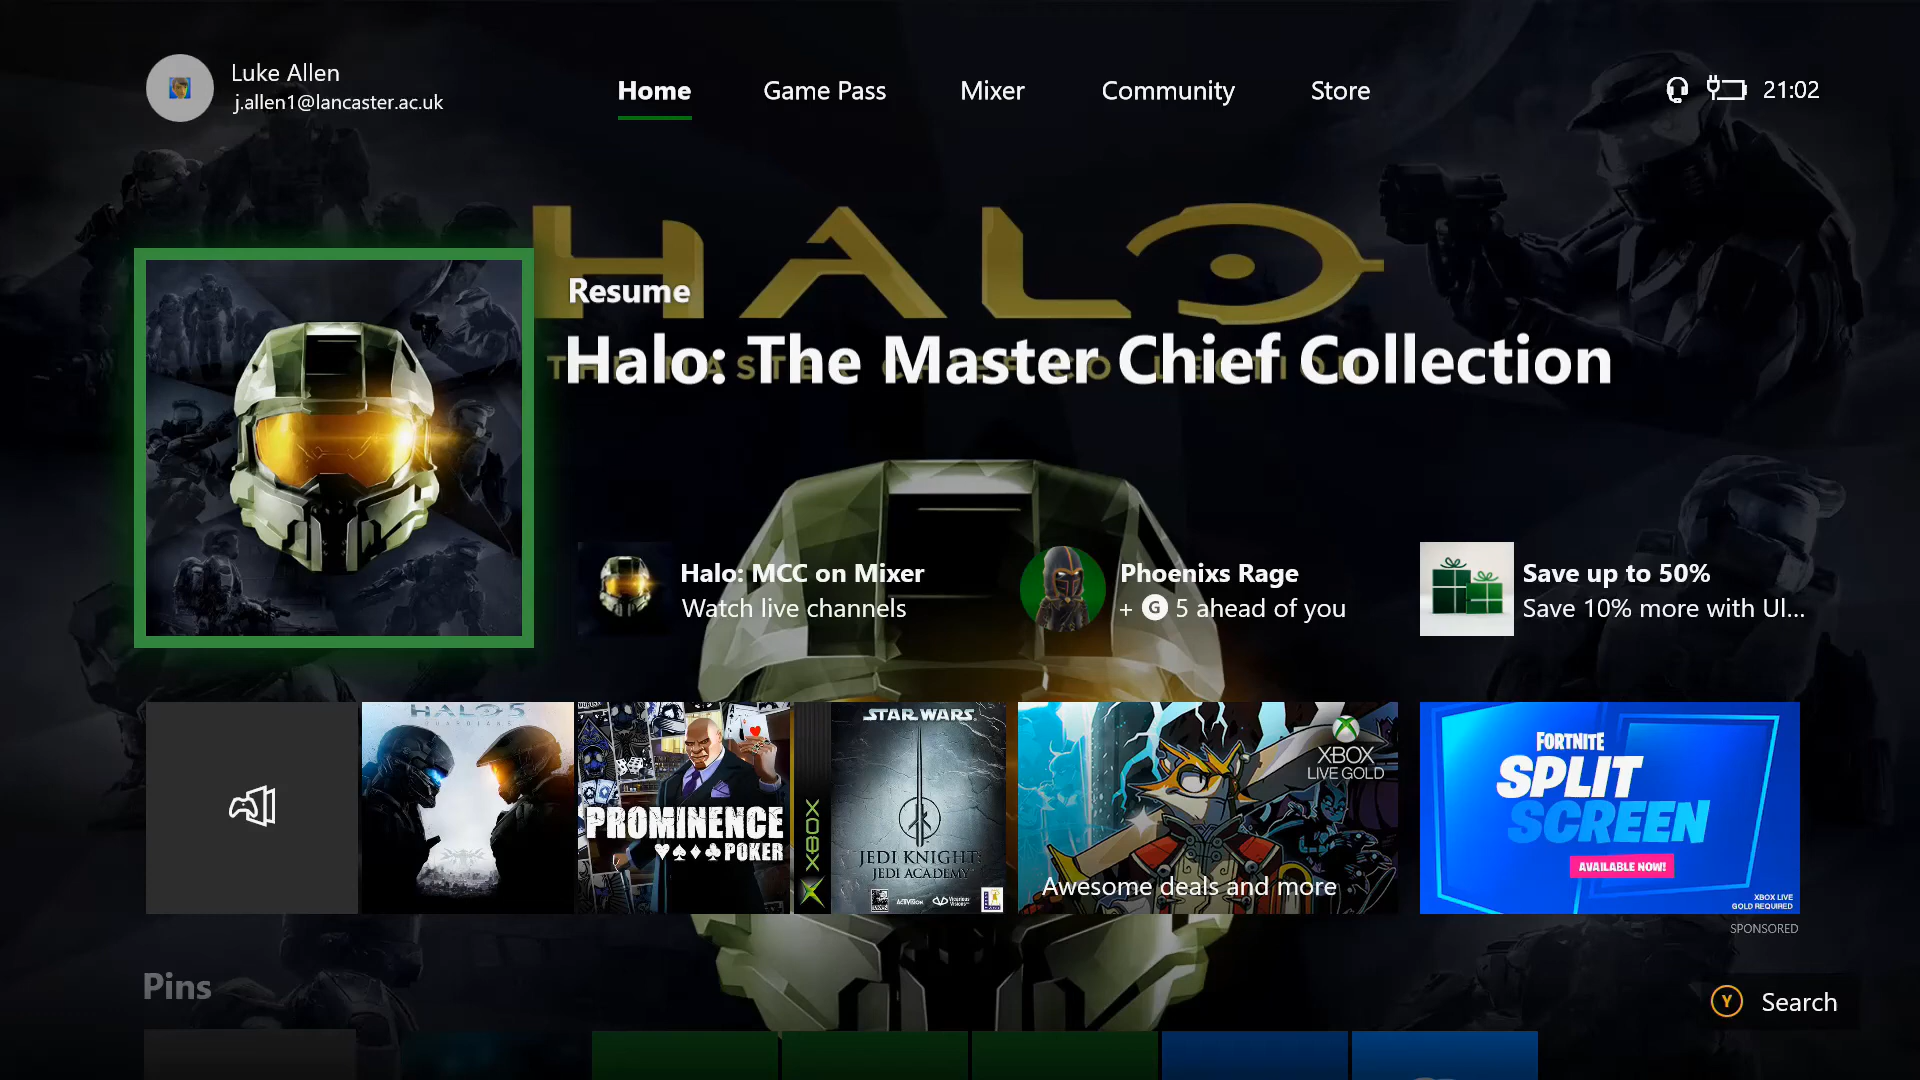 Luke Allen
j.allen1@lancaster.ac.uk
Home
Game Pass
Mixer
Community
Store
21:02
HALO
Resume
Halo: The Master Chief Collection
Halo: MCC on Mixer
Watch live channels
Phoenixs Rage
+ G 5 ahead of you
Save up to 50%
Save 10% more with Ul...
HALO 5
GUARDIANS
PROMINENCE
POKER
XBOX
STAR WARS
JEDI KNIGHT
JEDI ACADEMY
ACTIVISION
XBOX
LIVE GOLD
Awesome deals and more
FORTNITE
SPLIT
SCREEN
AVAILABLE NOW!
XBOX LIVE
GOLD REQUIRED
SPONSORED
Pins
Y Search